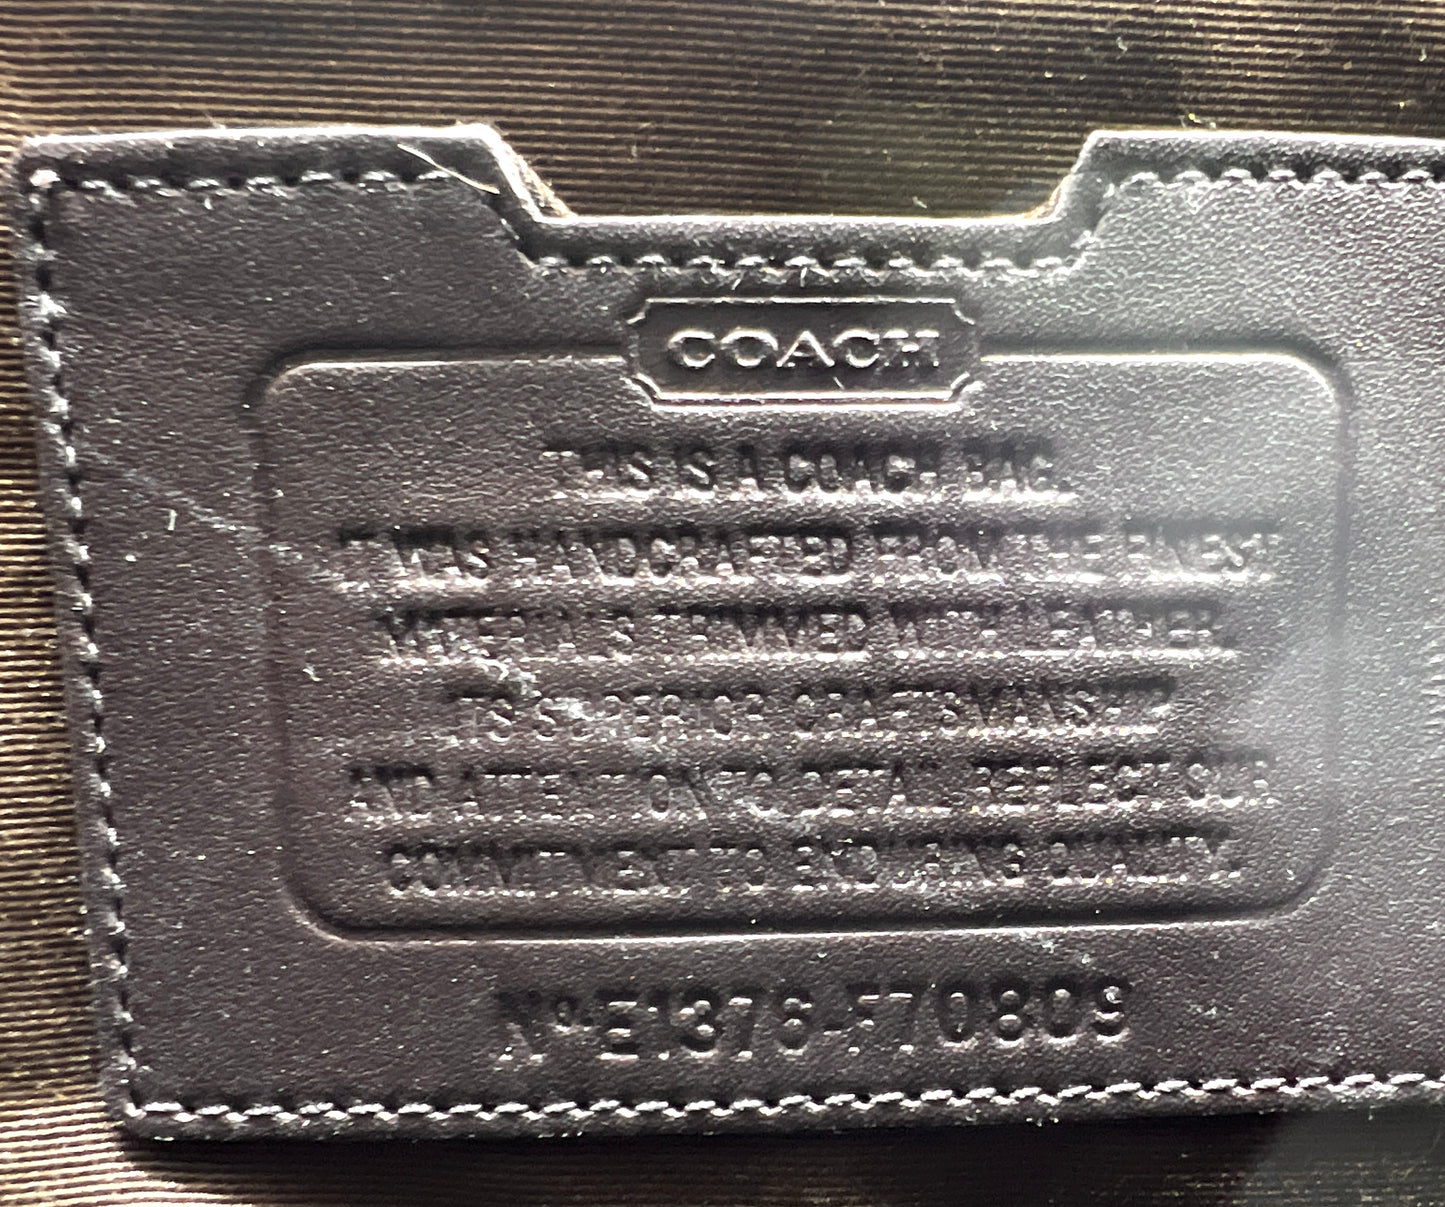 COACH
THIS IS A COACH BAG.
IT WAS HANDCRAFTED FROM THE FINEST
MATERIALS TRIMMED WITH LEATHER.
ITS SUPERIOR CRAFTSMANSHIP
AND ATTENTION TO DETAIL REFLECT OUR
COMMITMENT TO ENDURING QUALITY.
Nº E1376-F70809